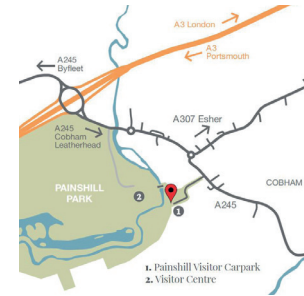 A3 London
A3
Portsmouth
A245
Byfleet
A245
Cobham
Leatherhead
A307 Esher
PAINSHILL
PARK
2
1
COBHAM
A245
1. Painshill Visitor Carpark
2. Visitor Centre